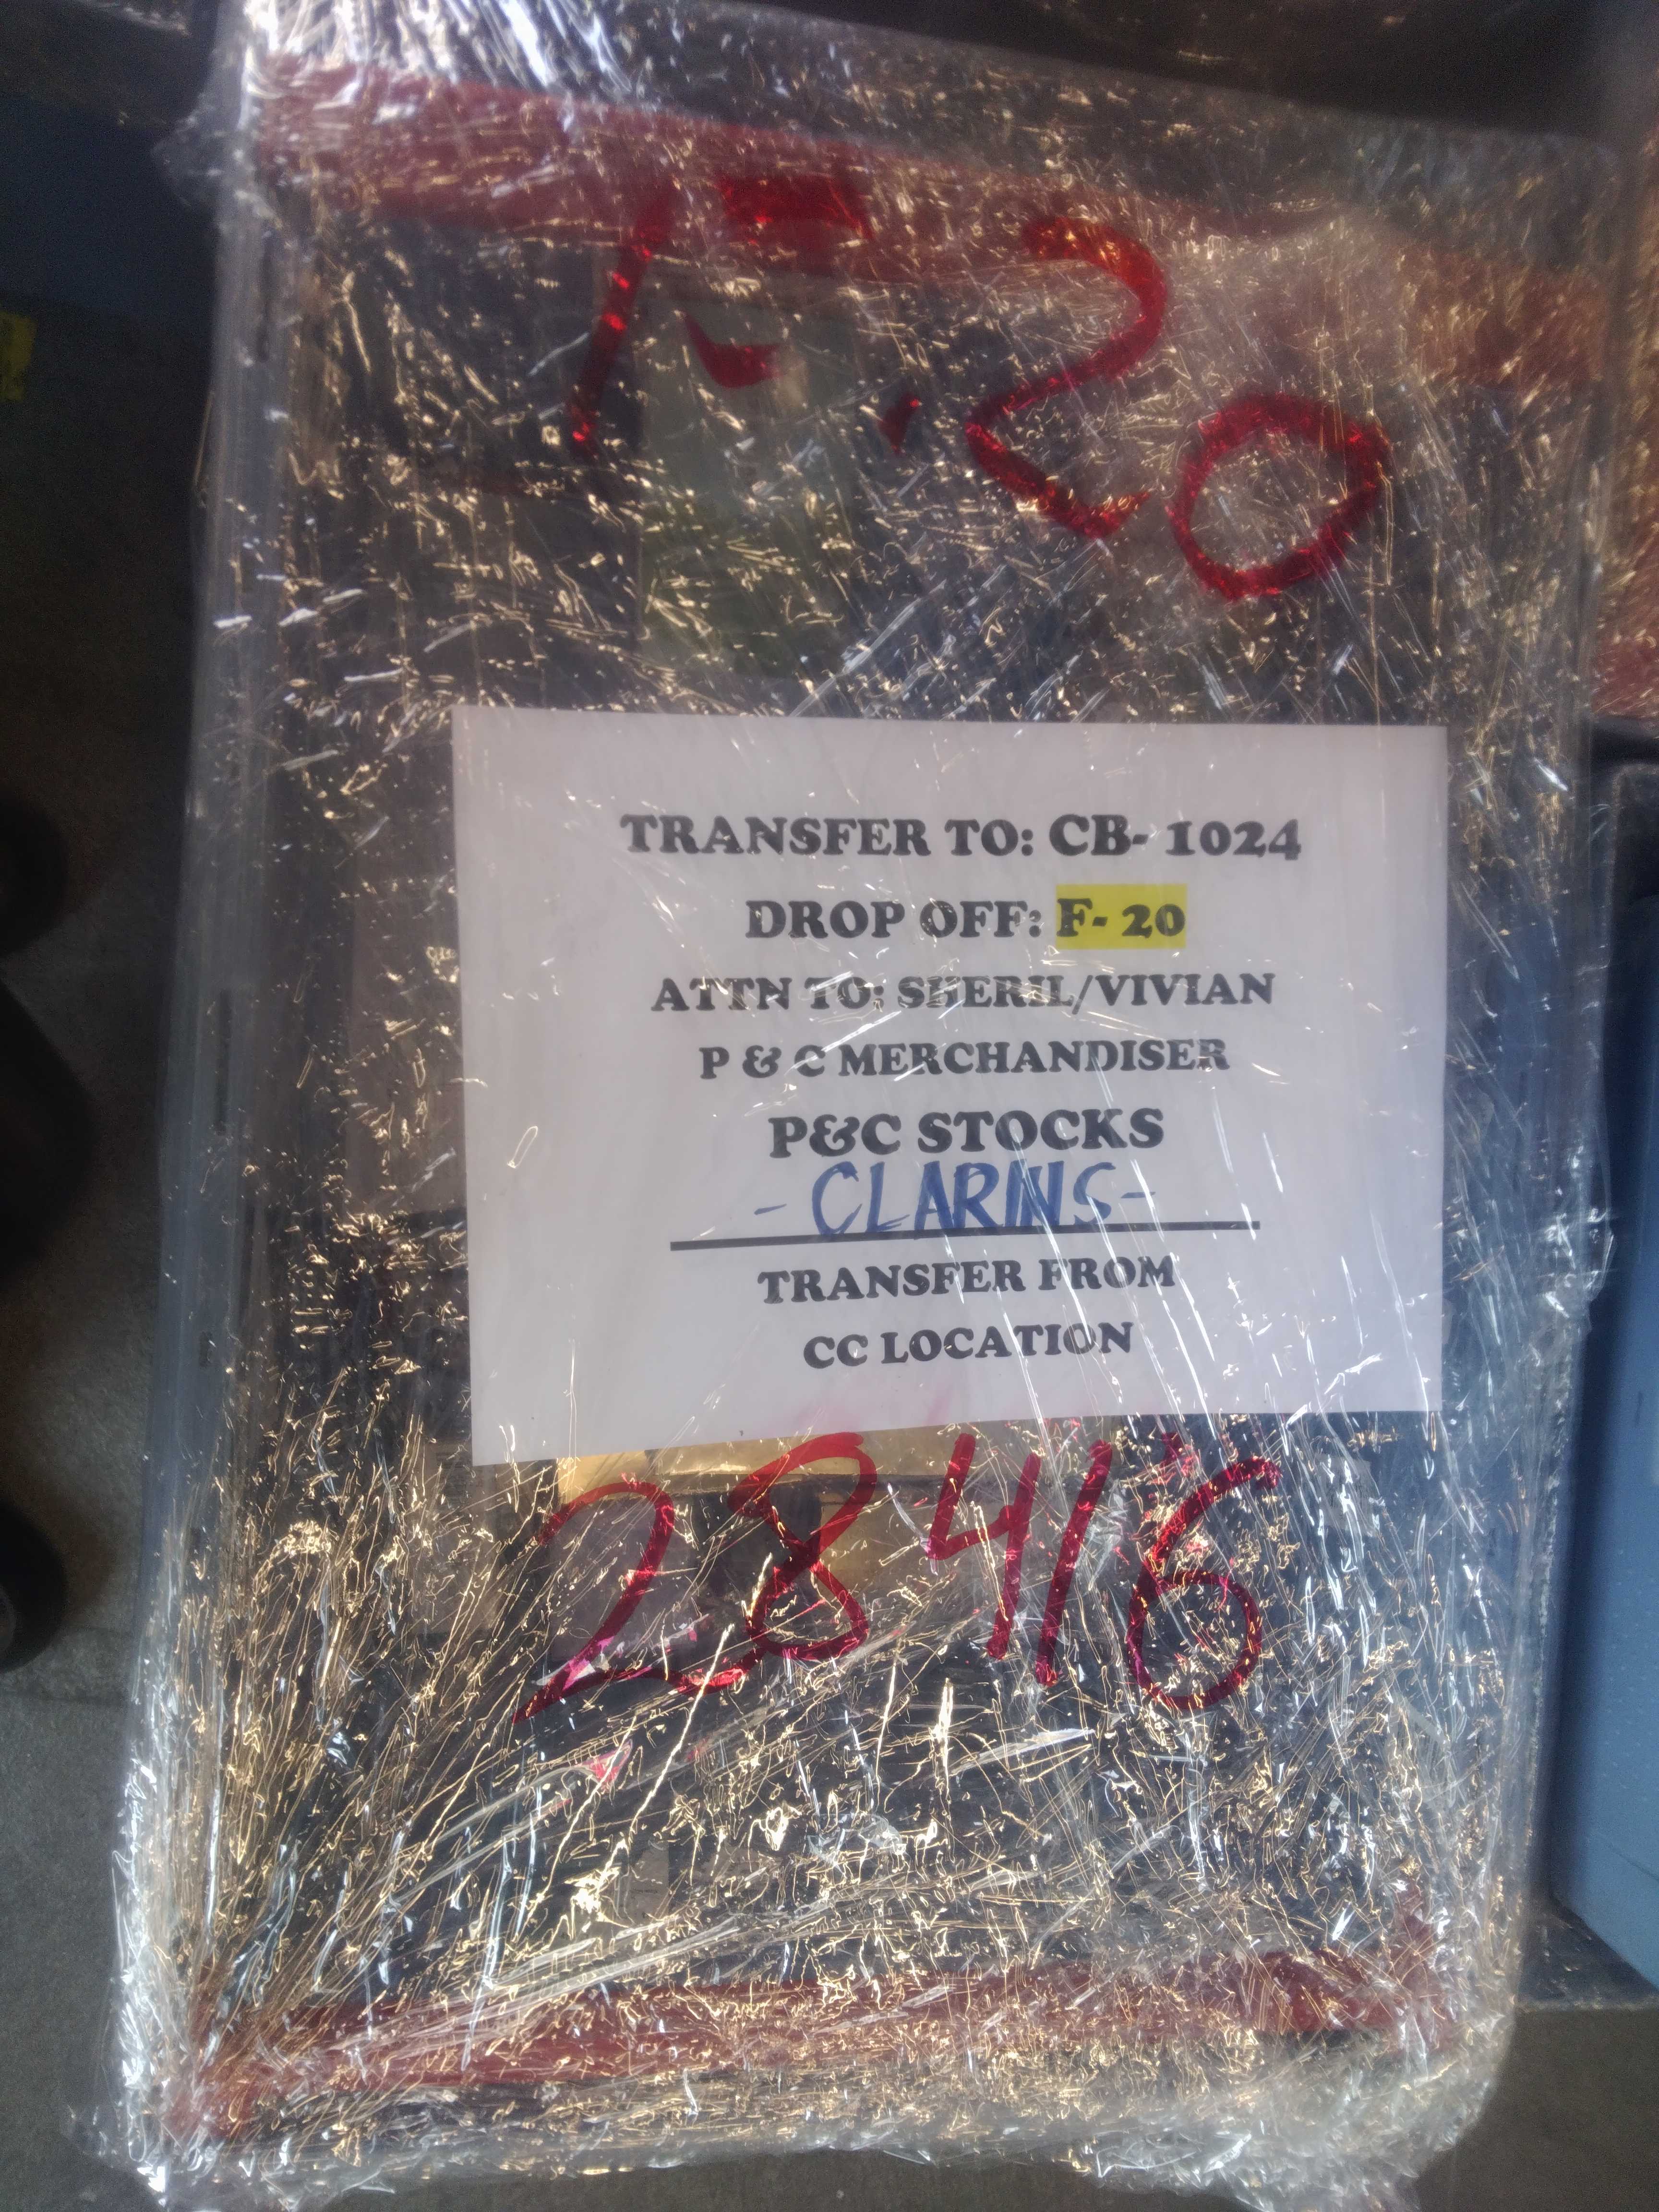 F-20
TRANSFER TO: CB- 1024
DROP OFF: F- 20
ATTN TO: SHERIL/VIVIAN
P & C MERCHANDISER
P&C STOCKS
- CLARINS -
TRANSFER FROM
CC LOCATION
28416